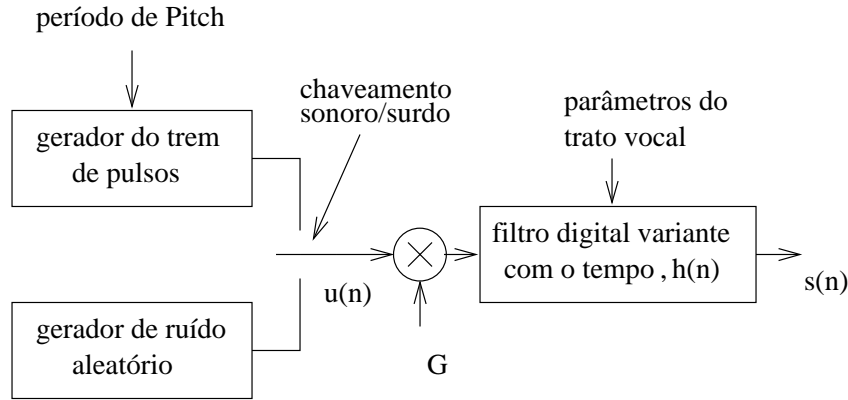 período de Pitch
gerador do trem
de pulsos
chaveamento
sonoro/surdo
parâmetros do
trato vocal
filtro digital variante
com o tempo , h(n)
u(n)
s(n)
gerador de ruído
aleatório
G